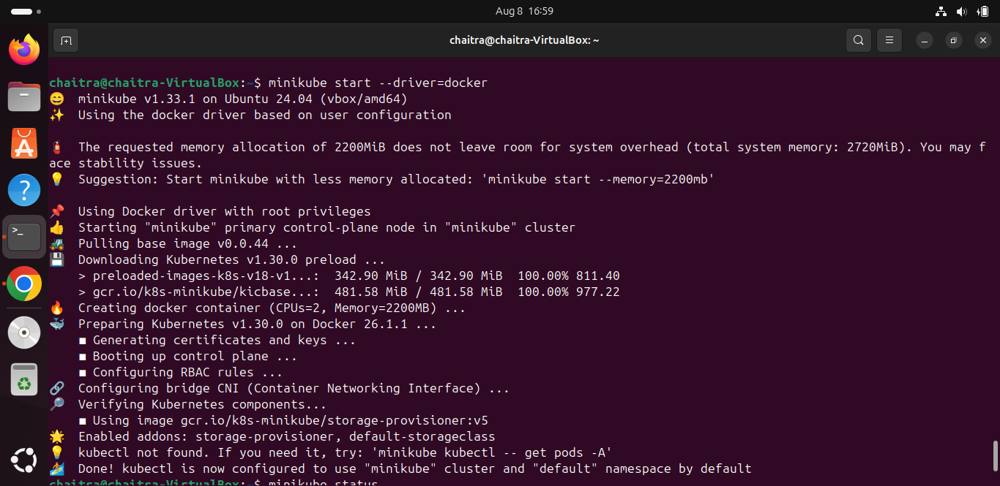 Aug 8 16:59
chaitra@chaitra-VirtualBox: ~
chaitra@chaitra-VirtualBox:~$ minikube start --driver=docker
😄 minikube v1.33.1 on Ubuntu 24.04 (vbox/amd64)
✨ Using the docker driver based on user configuration
🧯 The requested memory allocation of 2200MiB does not leave room for system overhead (total system memory: 2720MiB). You may f
ace stability issues.
💡 Suggestion: Start minikube with less memory allocated: 'minikube start --memory=2200mb'
📌 Using Docker driver with root privileges
👍 Starting "minikube" primary control-plane node in "minikube" cluster
🚜 Pulling base image v0.0.44 ...
💾 Downloading Kubernetes v1.30.0 preload ...
> preloaded-images-k8s-v18-v1...: 342.90 MiB / 342.90 MiB 100.00% 811.40
> gcr.io/k8s-minikube/kicbase...: 481.58 MiB / 481.58 MiB 100.00% 977.22
🔥 Creating docker container (CPUs=2, Memory=2200MB) ...
🐳 Preparing Kubernetes v1.30.0 on Docker 26.1.1 ...
▪ Generating certificates and keys ...
▪ Booting up control plane ...
▪ Configuring RBAC rules ...
🔗 Configuring bridge CNI (Container Networking Interface) ...
🔎 Verifying Kubernetes components...
▪ Using image gcr.io/k8s-minikube/storage-provisioner:v5
🌟 Enabled addons: storage-provisioner, default-storageclass
💡 kubectl not found. If you need it, try: 'minikube kubectl -- get pods -A'
🏄 Done! kubectl is now configured to use "minikube" cluster and "default" namespace by default
chaitra@chaitra-VirtualBox:~$ minikube status